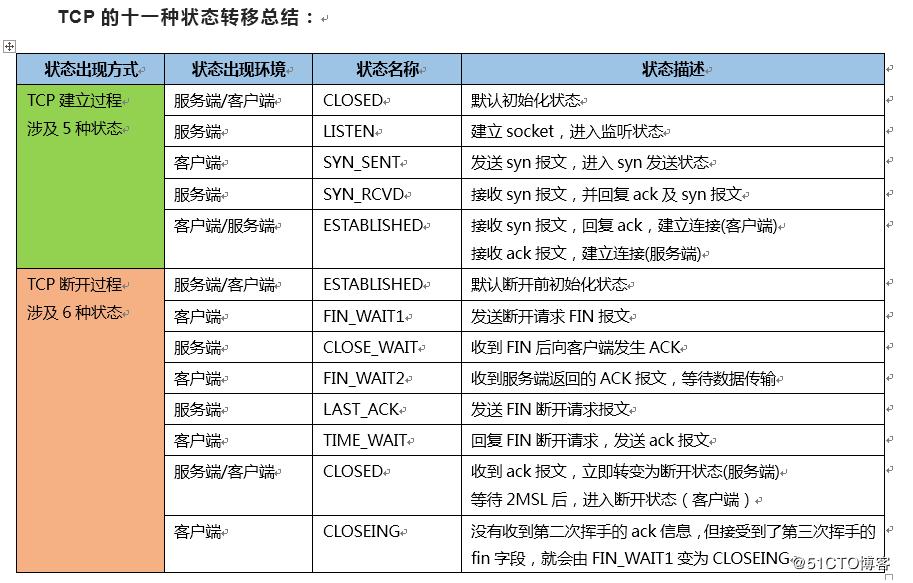 TCP 的十一种状态转移总结：
状态出现方式 状态出现环境 状态名称 状态描述
TCP 建立过程 服务端/客户端 CLOSED 默认初始化状态
涉及 5 种状态 服务端 LISTEN 建立 socket，进入监听状态
客户端 SYN_SENT 发送 syn 报文，进入 syn 发送状态
服务端 SYN_RCVD 接收 syn 报文，并回复 ack 及 syn 报文
客户端/服务端 ESTABLISHED 接收 syn 报文，回复 ack，建立连接(客户端)
接收 ack 报文，建立连接(服务端)
TCP 断开过程 服务端/客户端 ESTABLISHED 默认断开前初始化状态
涉及 6 种状态 客户端 FIN_WAIT1 发送断开请求 FIN 报文
服务端 CLOSE_WAIT 收到 FIN 后向客户端发生 ACK
客户端 FIN_WAIT2 收到服务端返回的 ACK 报文，等待数据传输
服务端 LAST_ACK 发送 FIN 断开请求报文
客户端 TIME_WAIT 回复 FIN 断开请求，发送 ack 报文
服务端/客户端 CLOSED 收到 ack 报文，立即转变为断开状态(服务端)
等待 2MSL 后，进入断开状态（客户端）
客户端 CLOSEING 没有收到第二次挥手的 ack 信息，但接受到了第三次挥手的
fin 字段，就会由 FIN_WAIT1 变为 CLOSEING
@51CTO博客